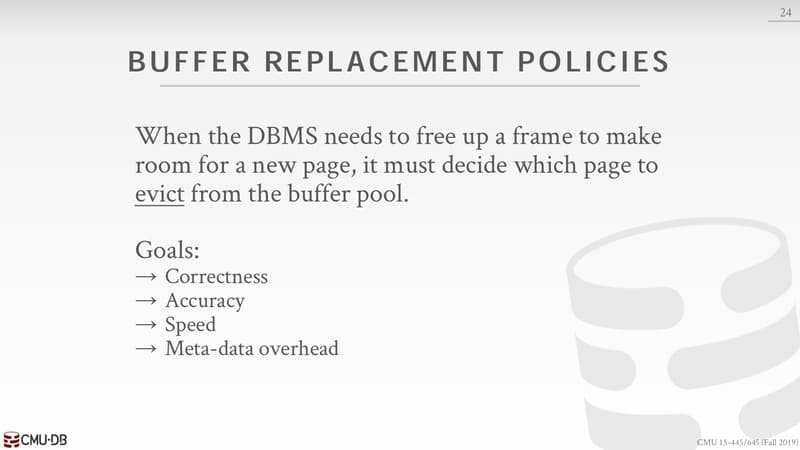 24
BUFFER REPLACEMENT POLICIES
When the DBMS needs to free up a frame to make
room for a new page, it must decide which page to
evict from the buffer pool.
Goals:
→ Correctness
→ Accuracy
→ Speed
→ Meta-data overhead
CMU·DB
CMU 15-445/645 (Fall 2019)